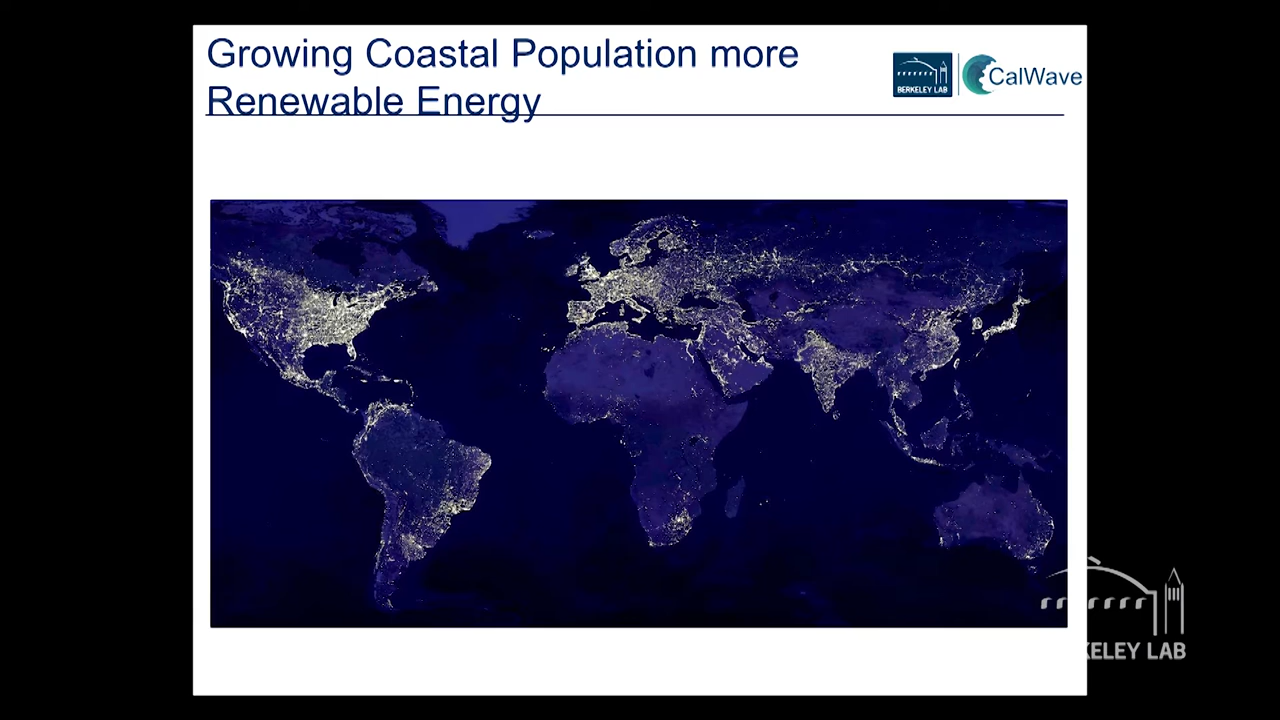 Growing Coastal Population more
Renewable Energy
BERKELEY LAB
CalWave
KELEY LAB